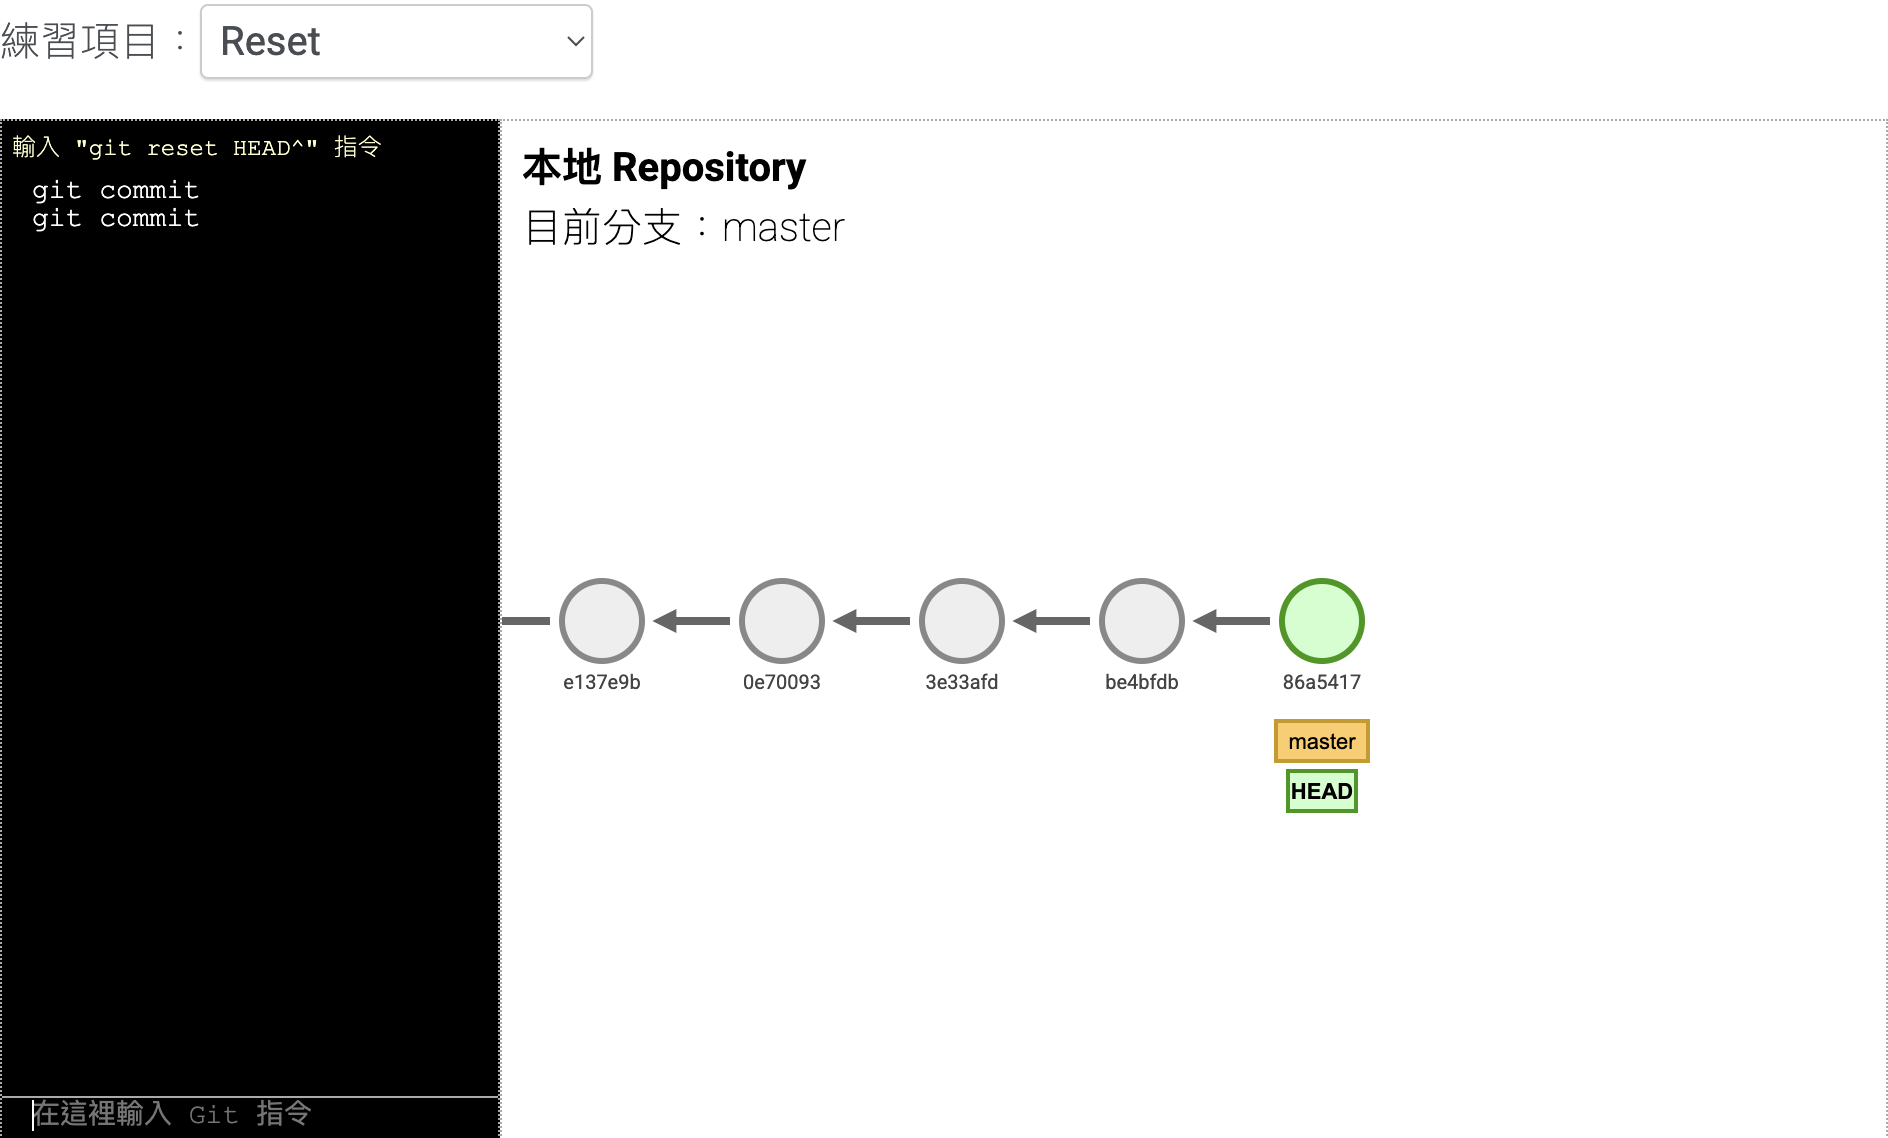 練習項目：Reset
輸入 "git reset HEAD^" 指令
git commit
git commit
在這裡輸入 Git 指令
本地 Repository
目前分支：master
e137e9b
0e70093
3e33afd
be4bfdb
86a5417
master
HEAD